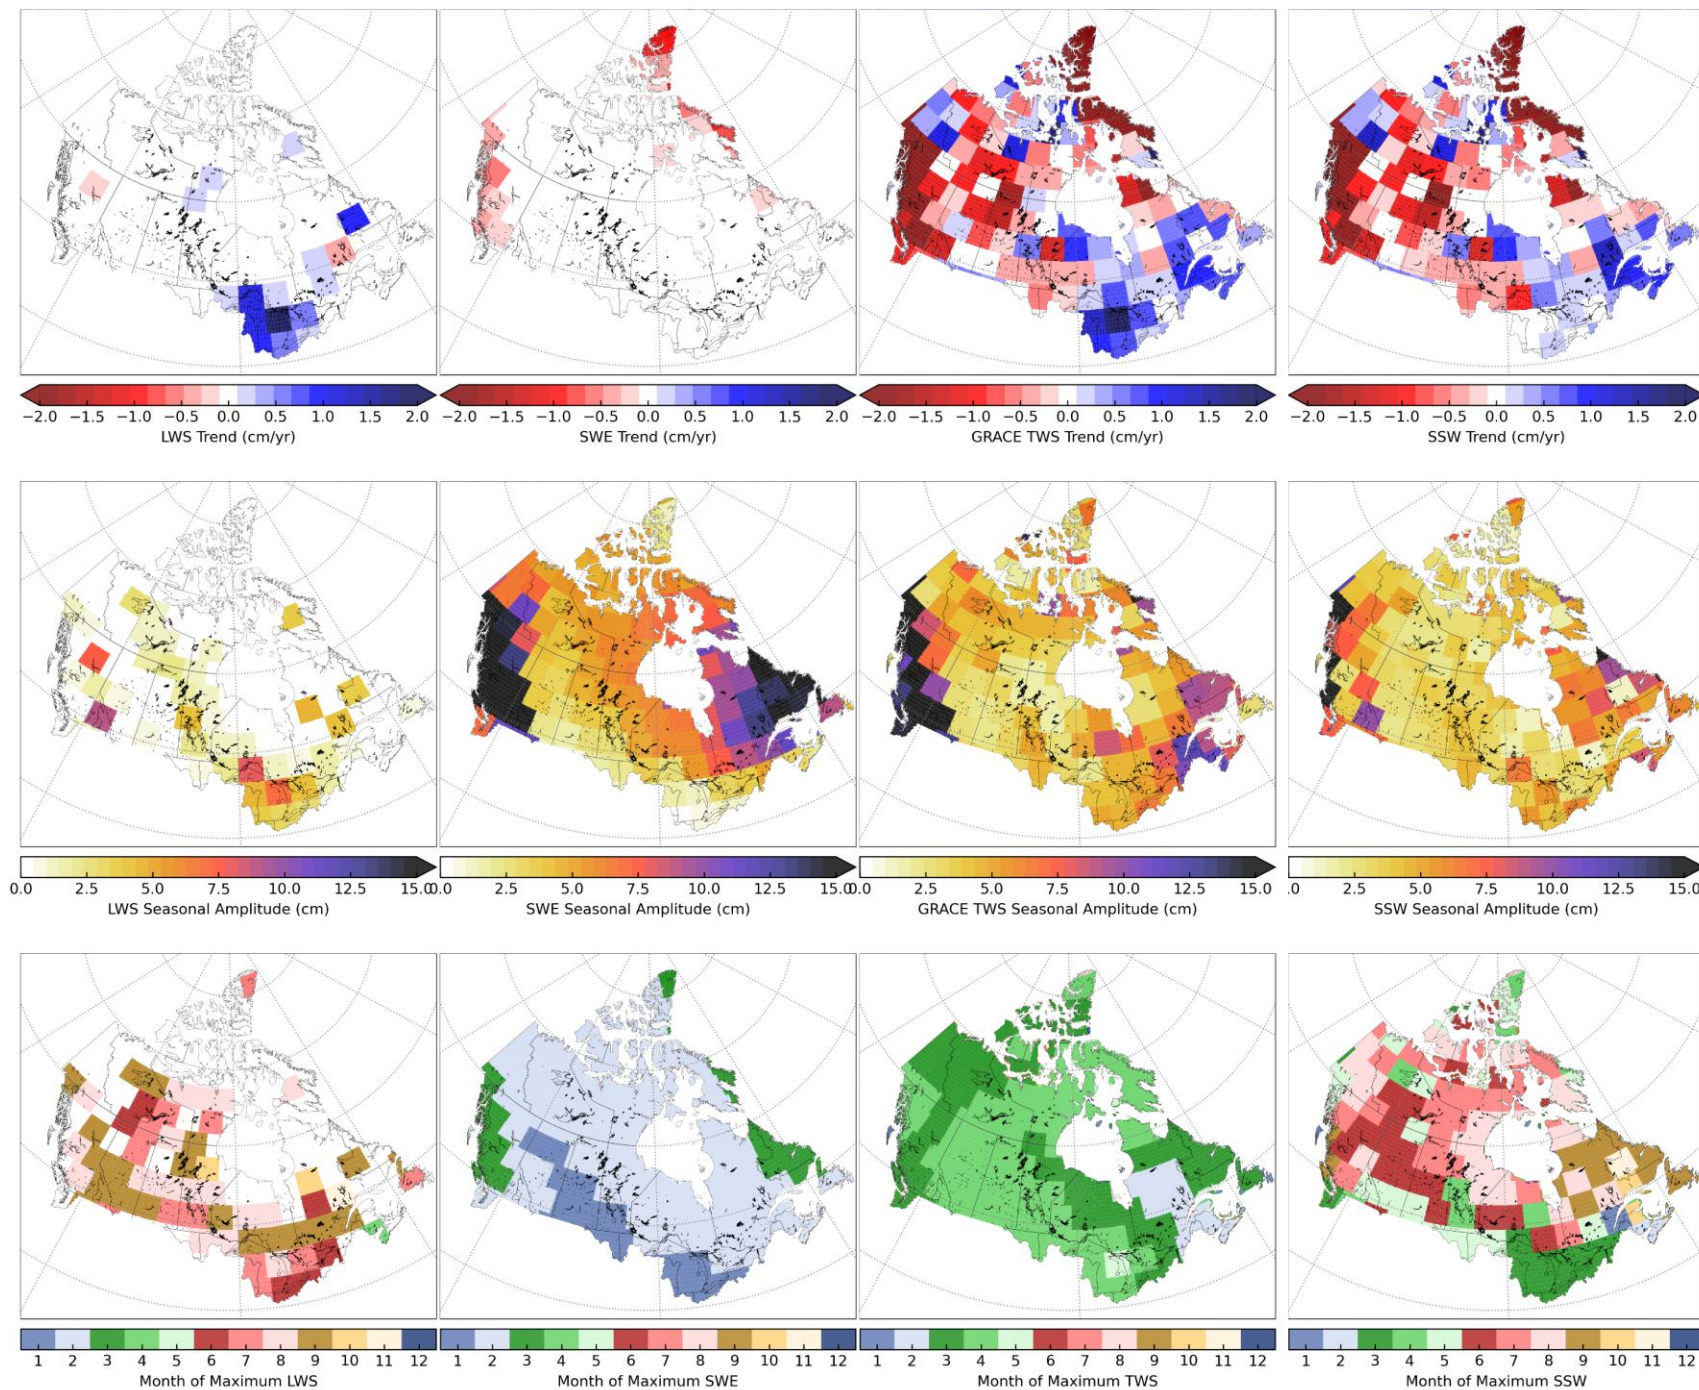 −2.0 −1.5 −1.0 −0.5 0.0 0.5 1.0 1.5 2.0
LWS Trend (cm/yr)
−2.0 −1.5 −1.0 −0.5 0.0 0.5 1.0 1.5 2.0
SWE Trend (cm/yr)
−2.0 −1.5 −1.0 −0.5 0.0 0.5 1.0 1.5 2.0
GRACE TWS Trend (cm/yr)
−2.0 −1.5 −1.0 −0.5 0.0 0.5 1.0 1.5 2.0
SSW Trend (cm/yr)
0.0 2.5 5.0 7.5 10.0 12.5 15.0
LWS Seasonal Amplitude (cm)
0.0 2.5 5.0 7.5 10.0 12.5 15.0
SWE Seasonal Amplitude (cm)
0.0 2.5 5.0 7.5 10.0 12.5 15.0
GRACE TWS Seasonal Amplitude (cm)
.0 2.5 5.0 7.5 10.0 12.5 15.0
SSW Seasonal Amplitude (cm)
1 2 3 4 5 6 7 8 9 10 11 12
Month of Maximum LWS
1 2 3 4 5 6 7 8 9 10 11 12
Month of Maximum SWE
1 2 3 4 5 6 7 8 9 10 11 12
Month of Maximum TWS
1 2 3 4 5 6 7 8 9 10 11 12
Month of Maximum SSW